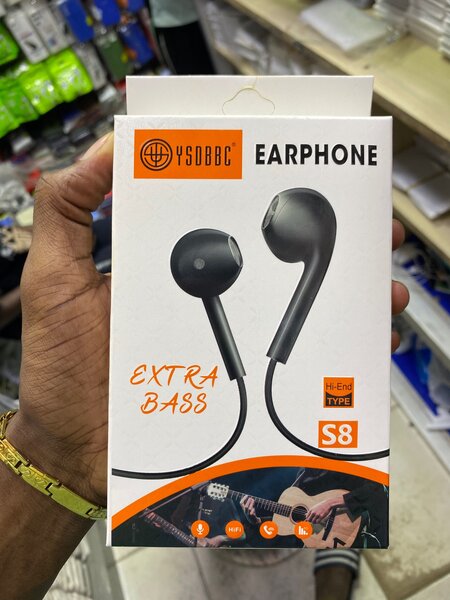 YSDBBC®
EARPHONE
EXTRA
BASS
Hi-End
TYPE
S8
HiFi